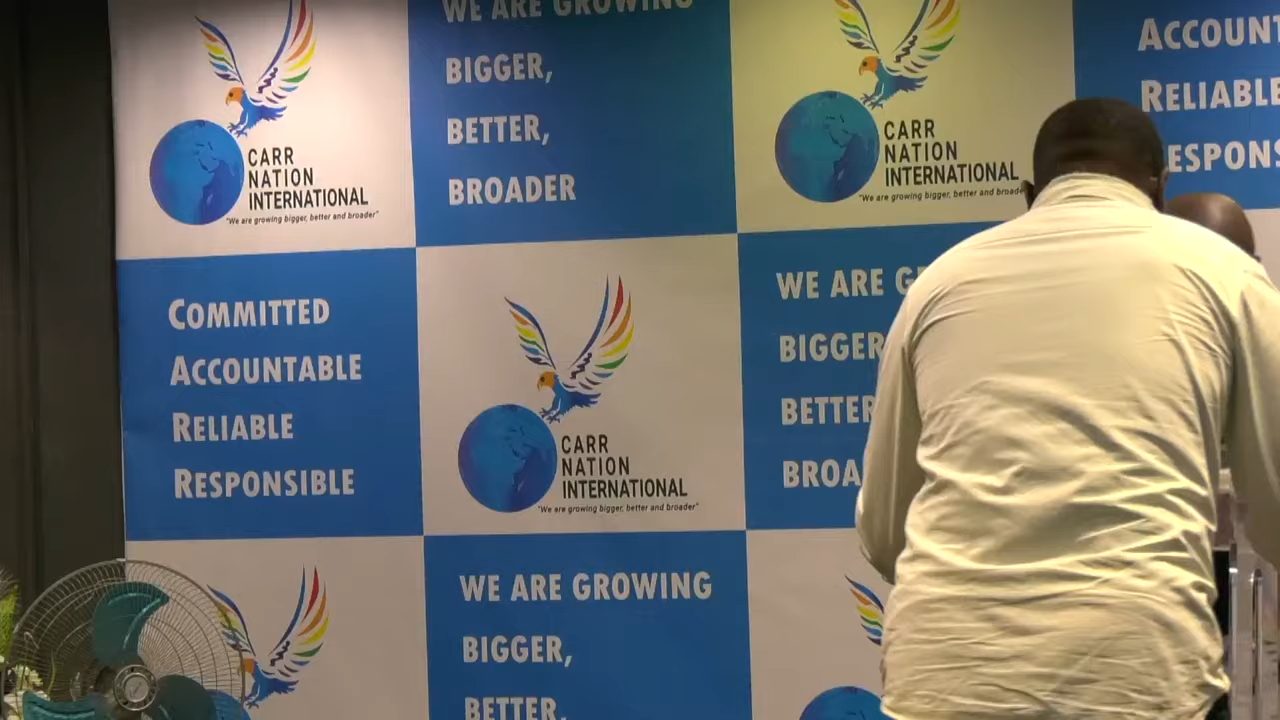 CARR
NATION
INTERNATIONAL
"We are growing bigger, better and broader"
WE ARE GROWING
BIGGER,
BETTER,
BROADER
CARR
NATION
INTERNATIONAL
"We are growing bigger, better and broade
ACCOUNT
RELIABLE
ESPONS
COMMITTED
ACCOUNTABLE
RELIABLE
RESPONSIBLE
CARR
NATION
INTERNATIONAL
"We are growing bigger, better and broader"
WE ARE G
BIGGER
BETTER
BROA
WE ARE GROWING
BIGGER,
BETTER,